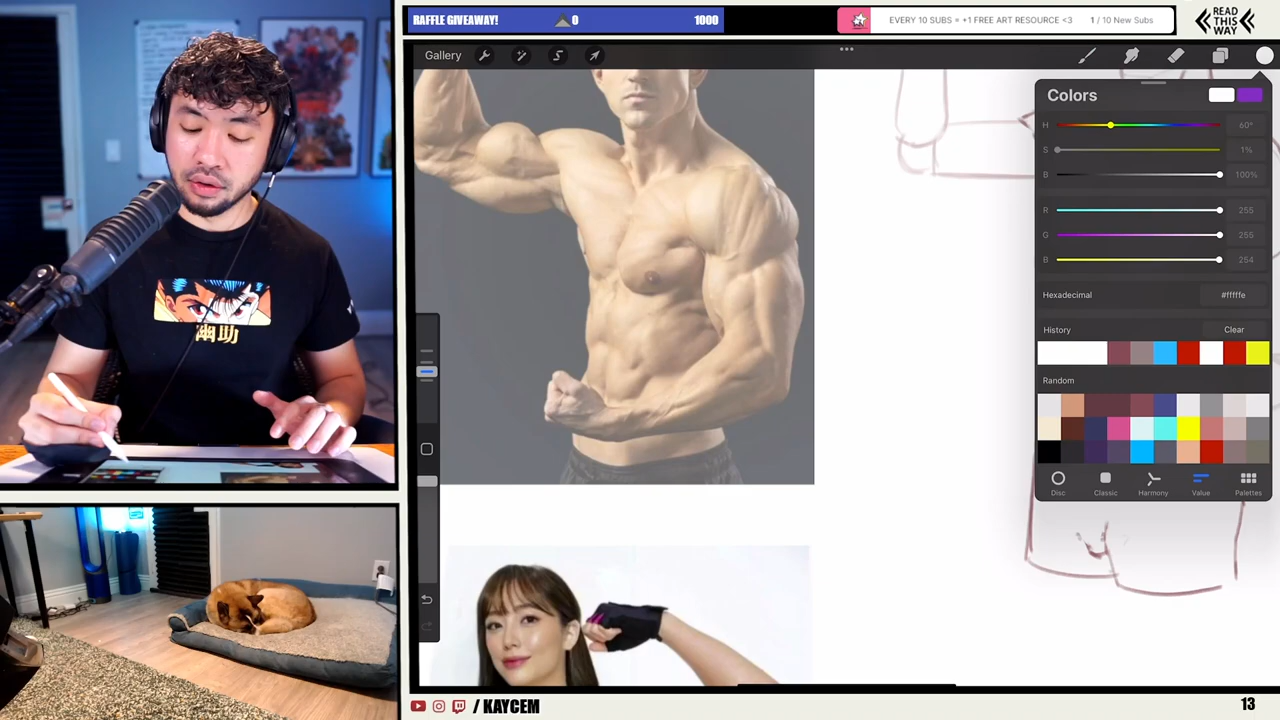 RAFFLE GIVEAWAY!
0
1000
EVERY 10 SUBS = +1 FREE ART RESOURCE <3
1 / 10 New Subs
READ
THIS
WAY
Gallery
Colors
H
60°
S
1%
B
100%
R
255
G
255
B
254
Hexadecimal
#fffffe
History
Clear
Random
Disc
Classic
Harmony
Value
Palettes
幽助
/ KAYCEM
13